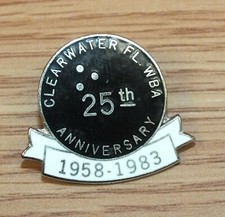 CLEARWATER FL. WBA
25th
ANNIVERSARY
1958-1983